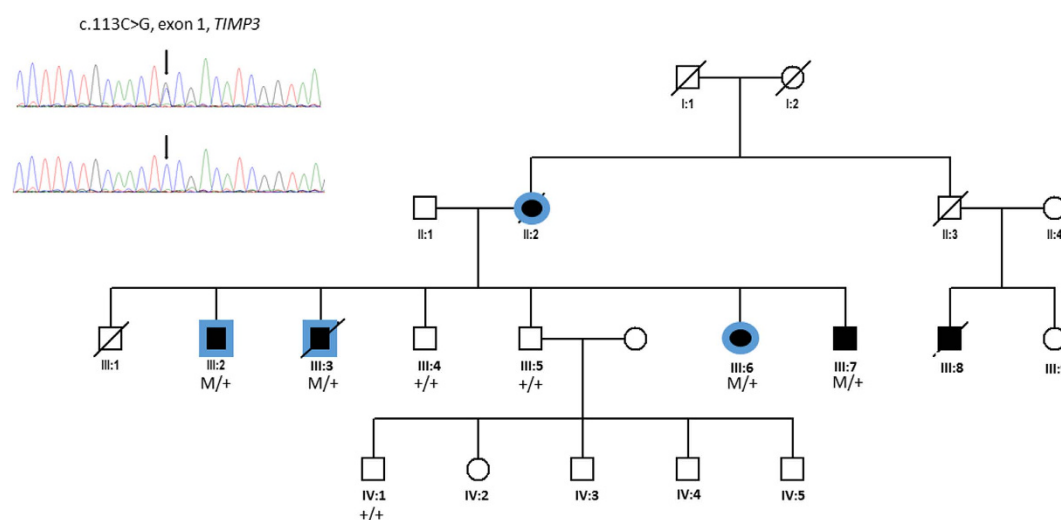 c.113C>G, exon 1, TIMP3
I:1 I:2
II:1 II:2 II:3 II:4
III:1 III:2 III:3 III:4 III:5 III:6 III:7 III:8
M/+ M/+ +/+ +/+ M/+ M/+
IV:1 IV:2 IV:3 IV:4 IV:5
+/+